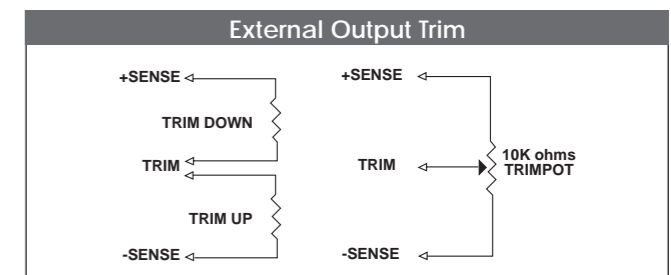 External Output Trim
+SENSE
TRIM DOWN
TRIM
TRIM UP
-SENSE
+SENSE
TRIM
10K ohms
TRIMPOT
-SENSE